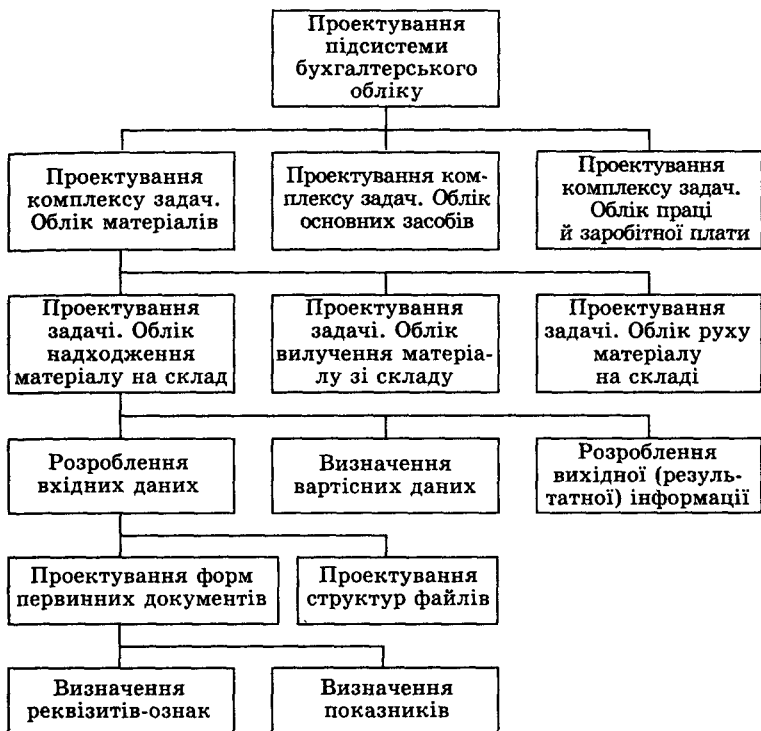 Проектування
підсистеми
бухгалтерського
обліку
Проектування
комплексу задач.
Облік матеріалів
Проектування ком-
плексу задач. Облік
основних засобів
Проектування
комплексу задач.
Облік праці
й заробітної плати
Проектування
задачі. Облік
надходження
матеріалу на склад
Проектування
задачі. Облік
вилучення матеріа-
лу зі складу
Проектування
задачі. Облік руху
матеріалу
на складі
Розроблення
вхідних даних
Визначення
вартісних даних
Розроблення
вихідної (резуль-
татної) інформації
Проектування форм
первинних документів
Проектування
структур файлів
Визначення
реквізитів-ознак
Визначення
показників